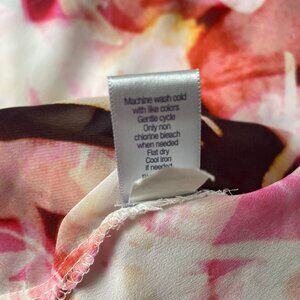 Machine wash cold
with like colors
Gentle cycle
Only non
chlorine bleach
when needed
Flat dry
Cool Iron
if needed